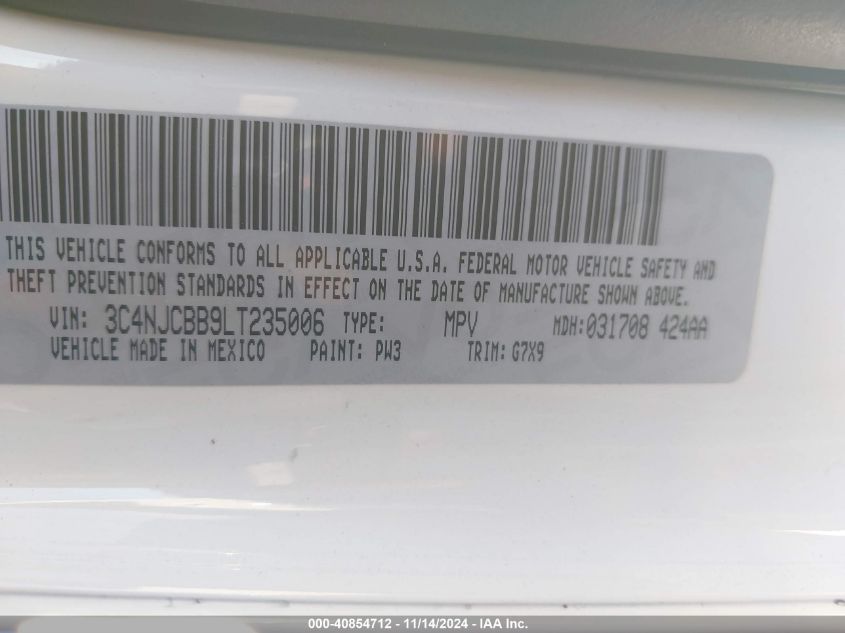 THIS VEHICLE CONFORMS TO ALL APPLICABLE U.S.A. FEDERAL MOTOR VEHICLE SAFETY AND
THEFT PREVENTION STANDARDS IN EFFECT ON THE DATE OF MANUFACTURE SHOWN ABOVE.
VIN: 3C4NJCBB9LT235006 TYPE: MPV MDH:031708 424AA
VEHICLE MADE IN MEXICO PAINT: PW3 TRIM: G7X9
000-40854712 - 11/14/2024 - IAA Inc.